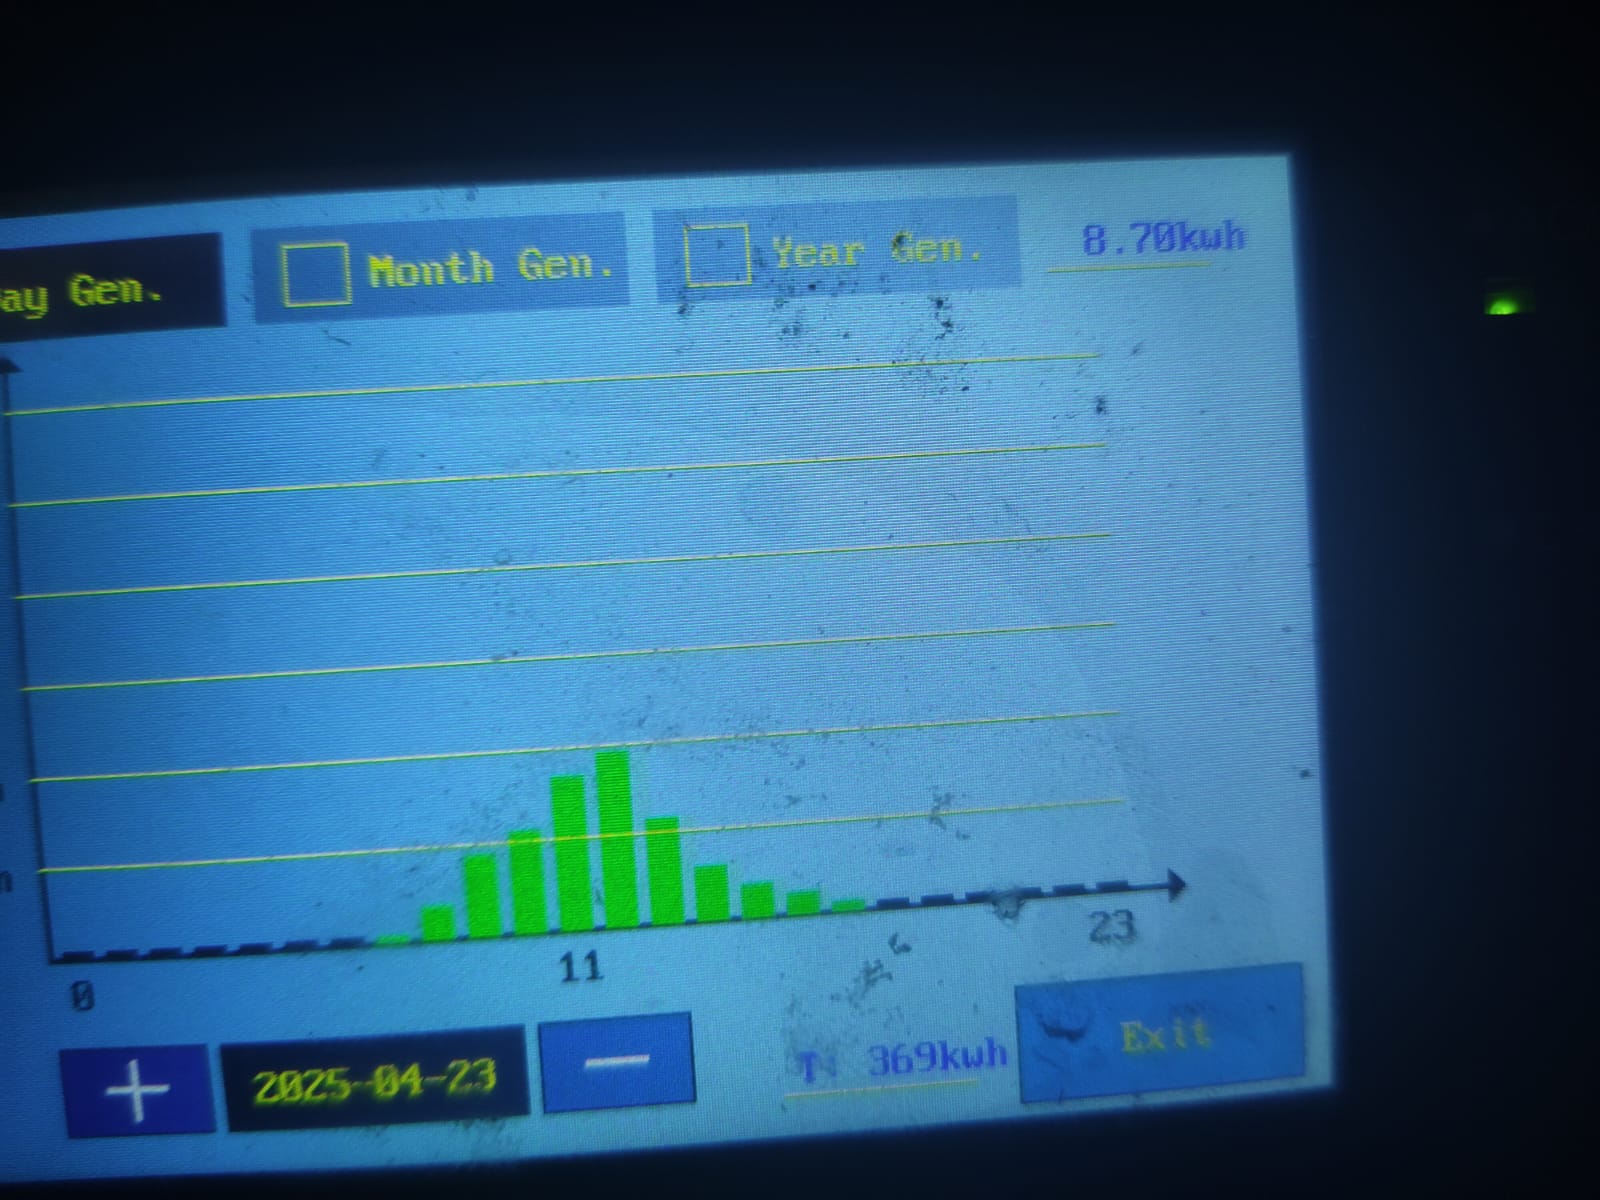 ay Gen.
Month Gen.
Year Gen.
8.70kwh
0
11
23
2025-04-23
T: 369kwh
Exit